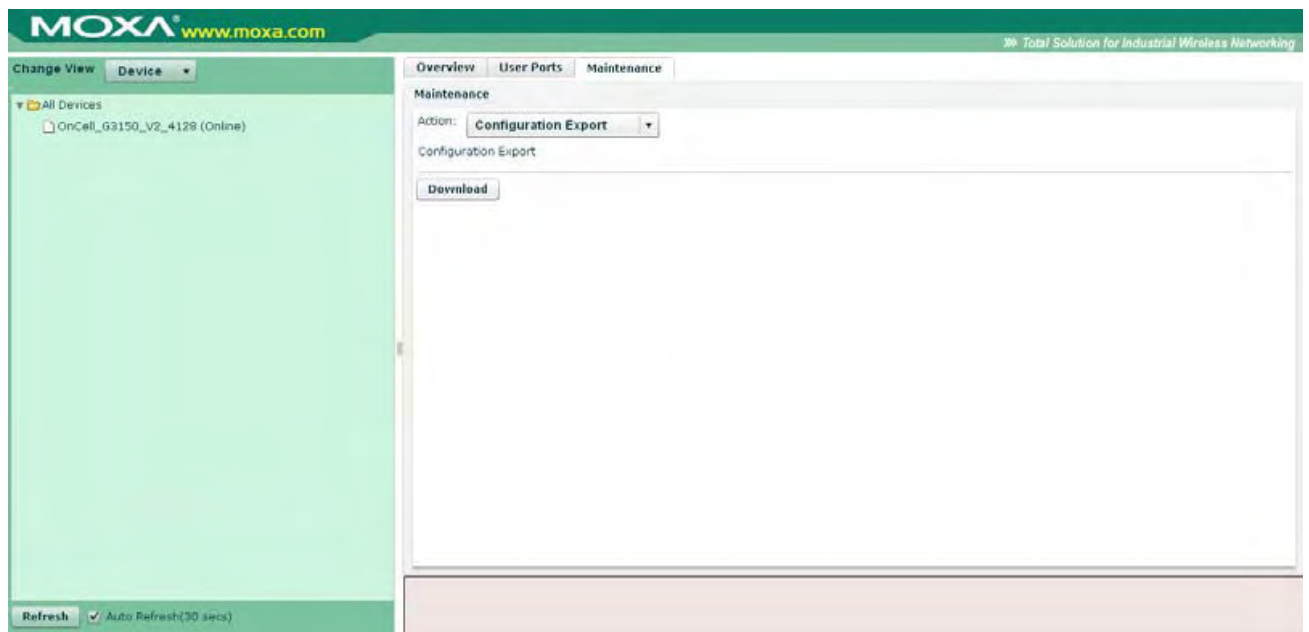 MOXA® www.moxa.com
Total Solution for Industrial Wireless Networking
Change View Device
All Devices
OnCell_G3150_V2_4128 (Online)
Refresh Auto Refresh(30 secs)
Overview User Ports Maintenance
Maintenance
Action: Configuration Export
Configuration Export
Download